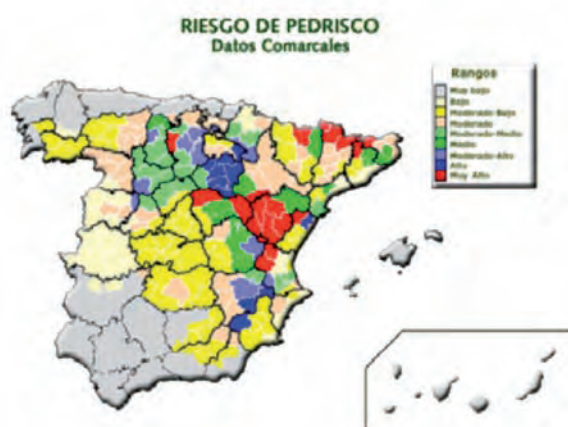 RIESGO DE PEDRISCO
Datos Comarcales
Rangos
Muy bajo
Bajo
Moderado-Bajo
Moderado
Moderado-Medio
Medio
Moderado-Alto
Alto
Muy Alto